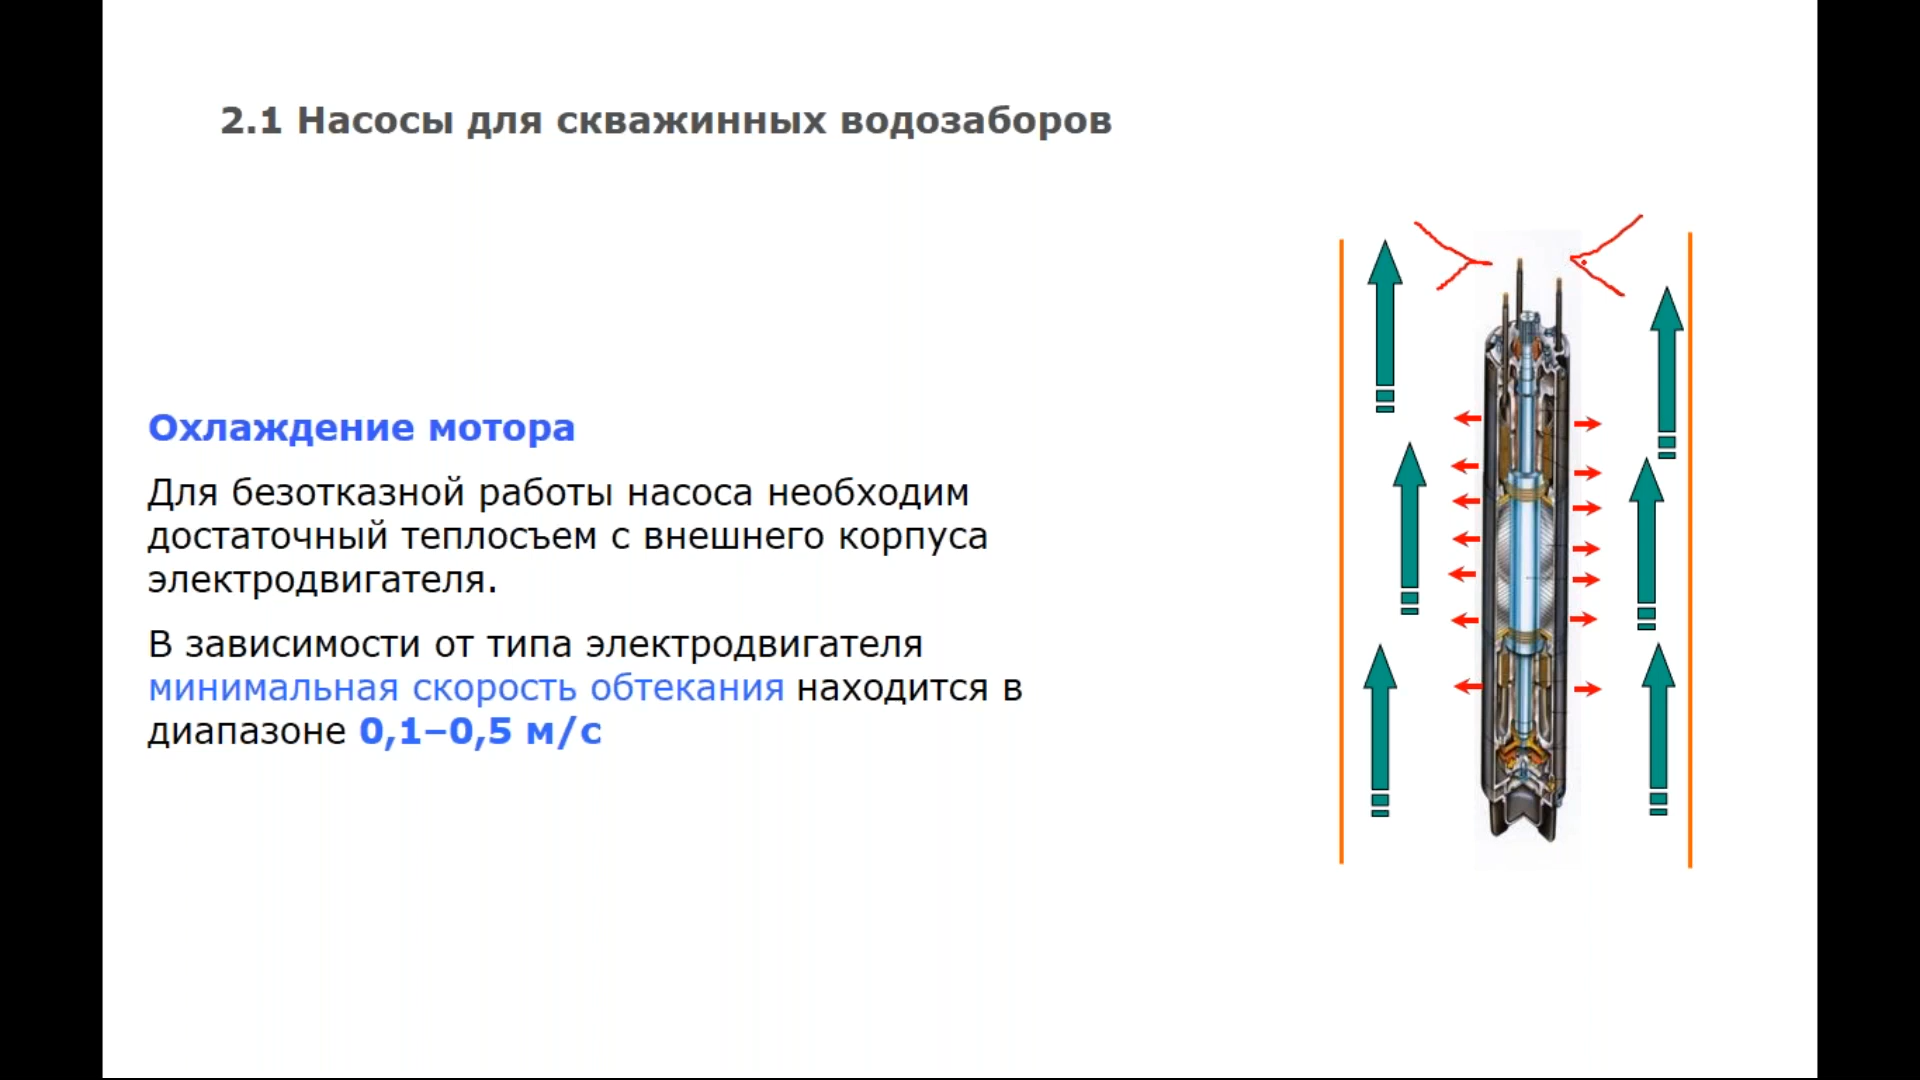 2.1 Насосы для скважинных водозаборов
Охлаждение мотора
Для безотказной работы насоса необходим
достаточный теплосъем с внешнего корпуса
электродвигателя.
В зависимости от типа электродвигателя
минимальная скорость обтекания находится в
диапазоне 0,1–0,5 м/с